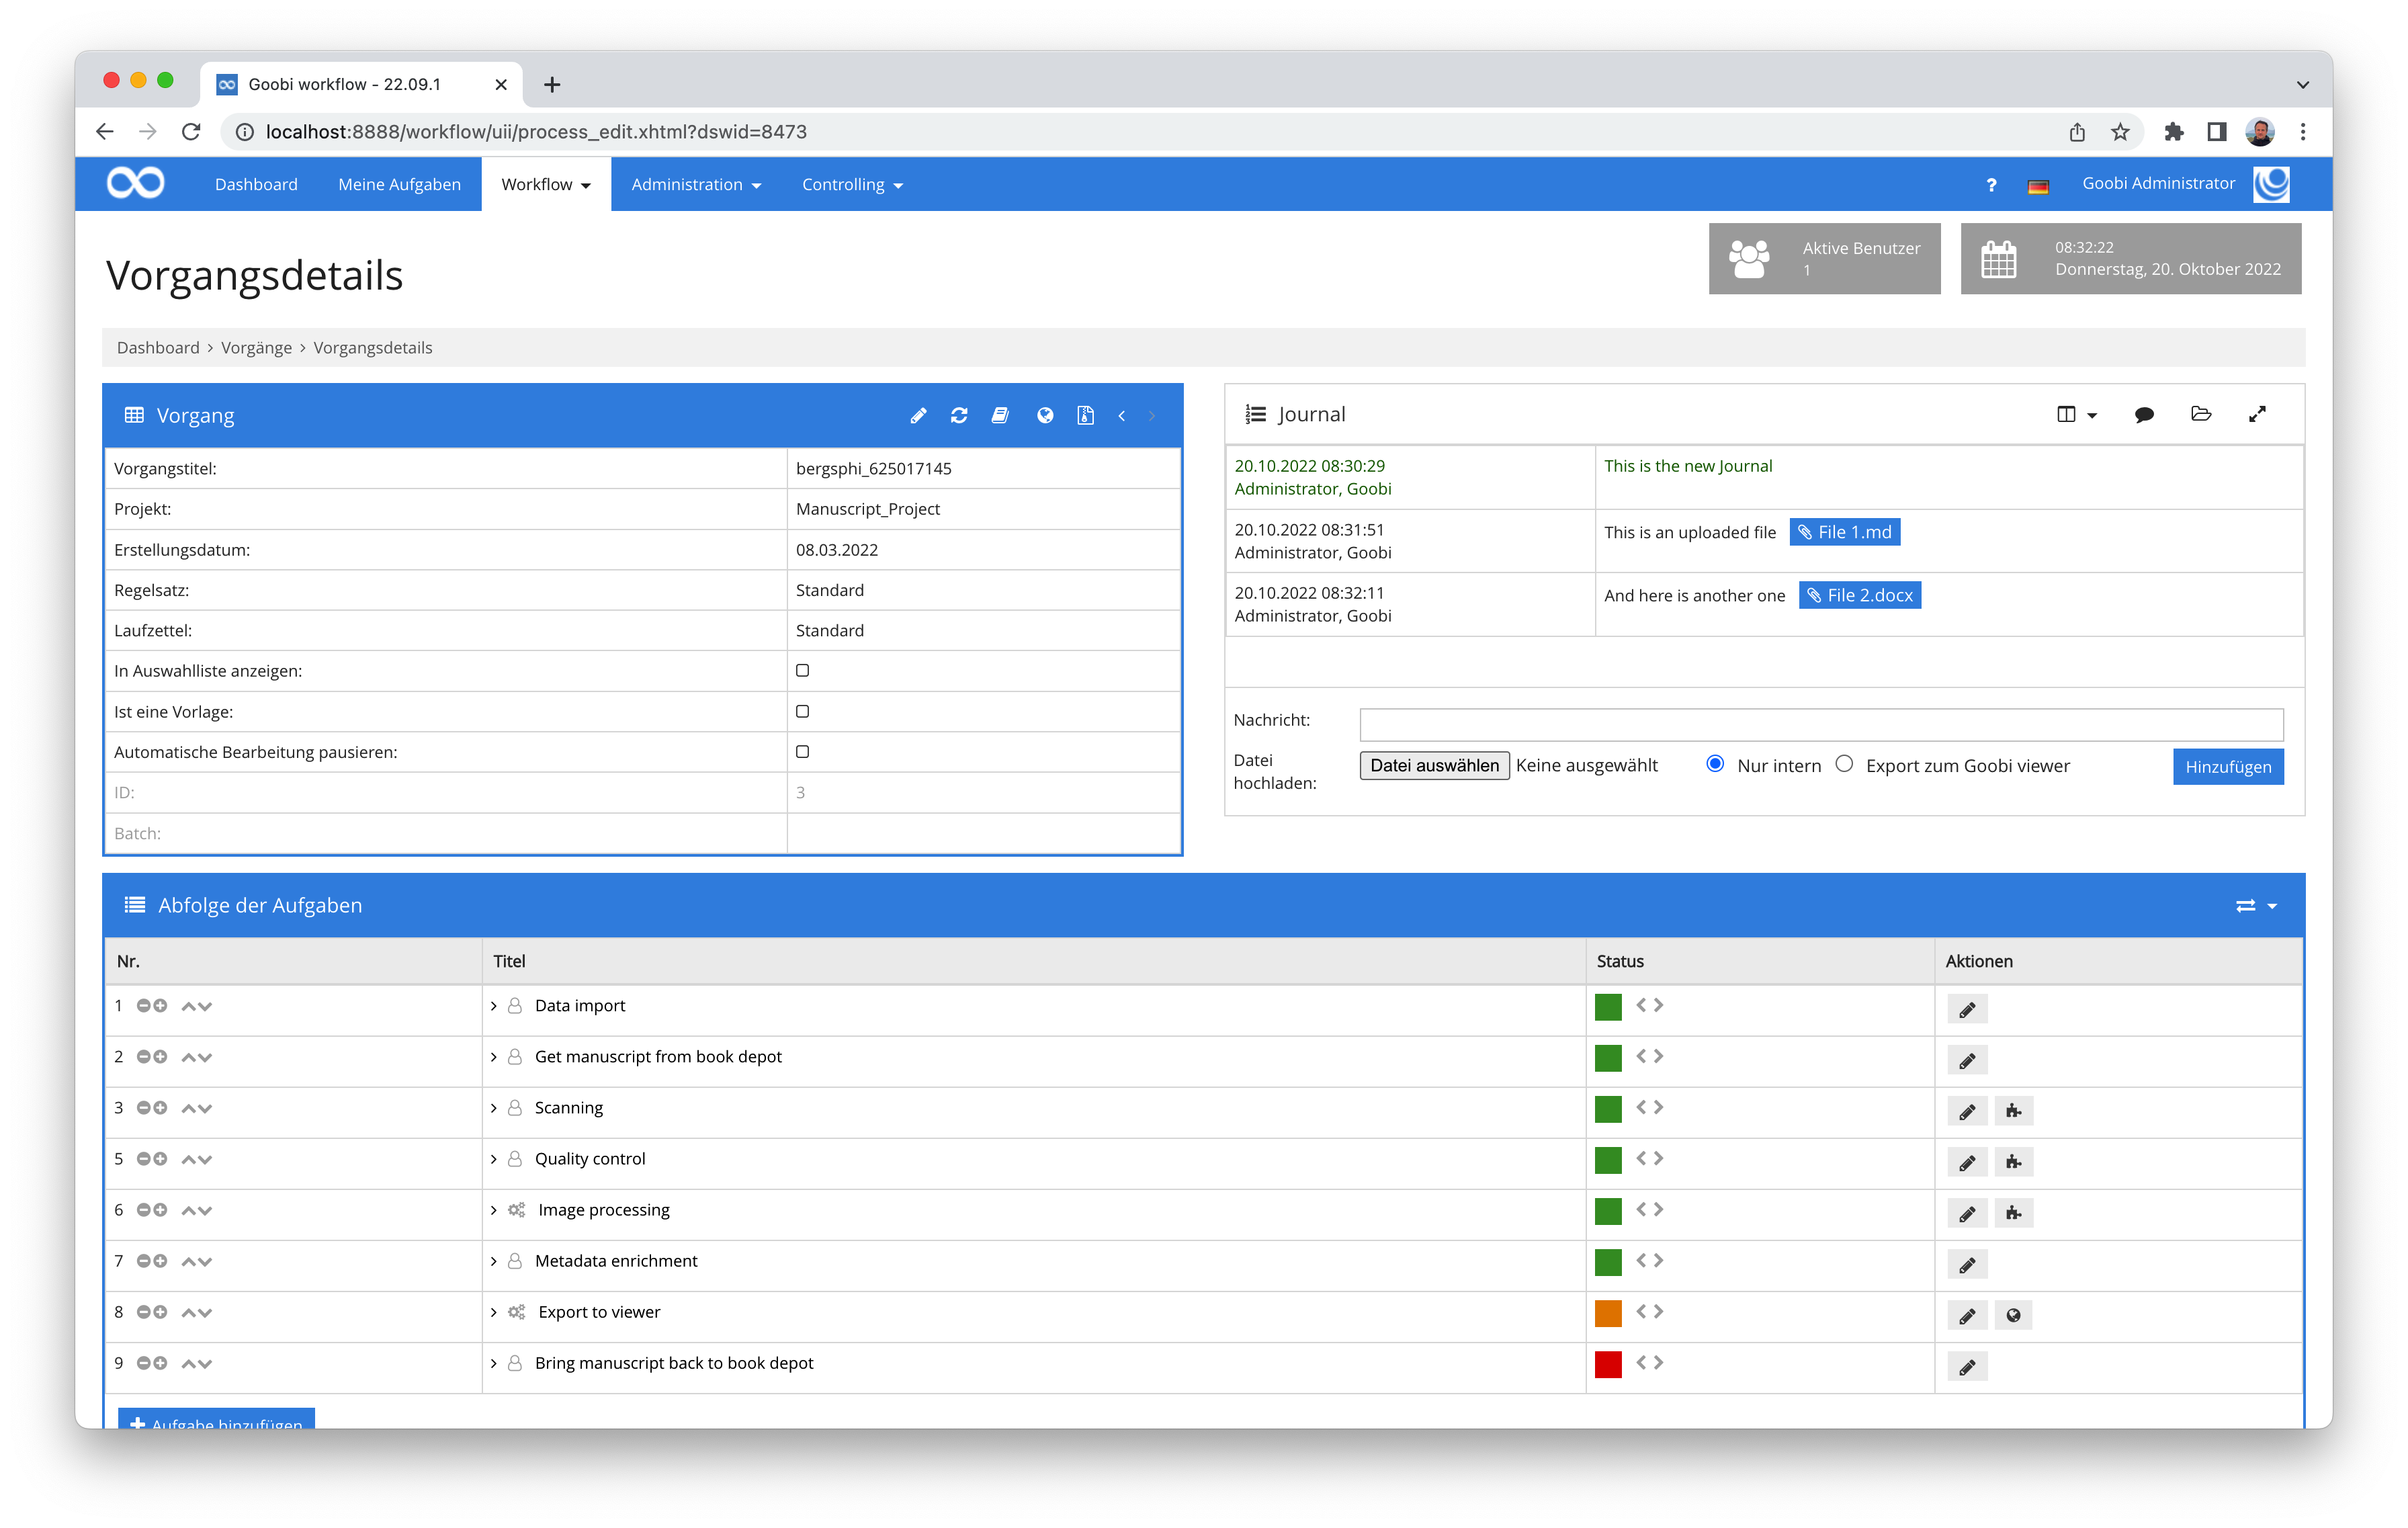 Goobi workflow - 22.09.1
localhost:8888/workflow/uii/process_edit.xhtml?dswid=8473
Dashboard Meine Aufgaben Workflow Administration Controlling ? Goobi Administrator
Vorgangsdetails
Aktive Benutzer
1
08:32:22
Donnerstag, 20. Oktober 2022
Dashboard > Vorgänge > Vorgangsdetails
Vorgang
Vorgangstitel: bergsphi_625017145
Projekt: Manuscript_Project
Erstellungsdatum: 08.03.2022
Regelsatz: Standard
Laufzettel: Standard
In Auswahlliste anzeigen:
Ist eine Vorlage:
Automatische Bearbeitung pausieren:
ID: 3
Batch:
Journal
20.10.2022 08:30:29 This is the new Journal
Administrator, Goobi
20.10.2022 08:31:51 This is an uploaded file File 1.md
Administrator, Goobi
20.10.2022 08:32:11 And here is another one File 2.docx
Administrator, Goobi
Nachricht:
Datei hochladen: Datei auswählen Keine ausgewählt Nur intern Export zum Goobi viewer Hinzufügen
Abfolge der Aufgaben
Nr. Titel Status Aktionen
1 Data import
2 Get manuscript from book depot
3 Scanning
5 Quality control
6 Image processing
7 Metadata enrichment
8 Export to viewer
9 Bring manuscript back to book depot
Aufgabe hinzufügen